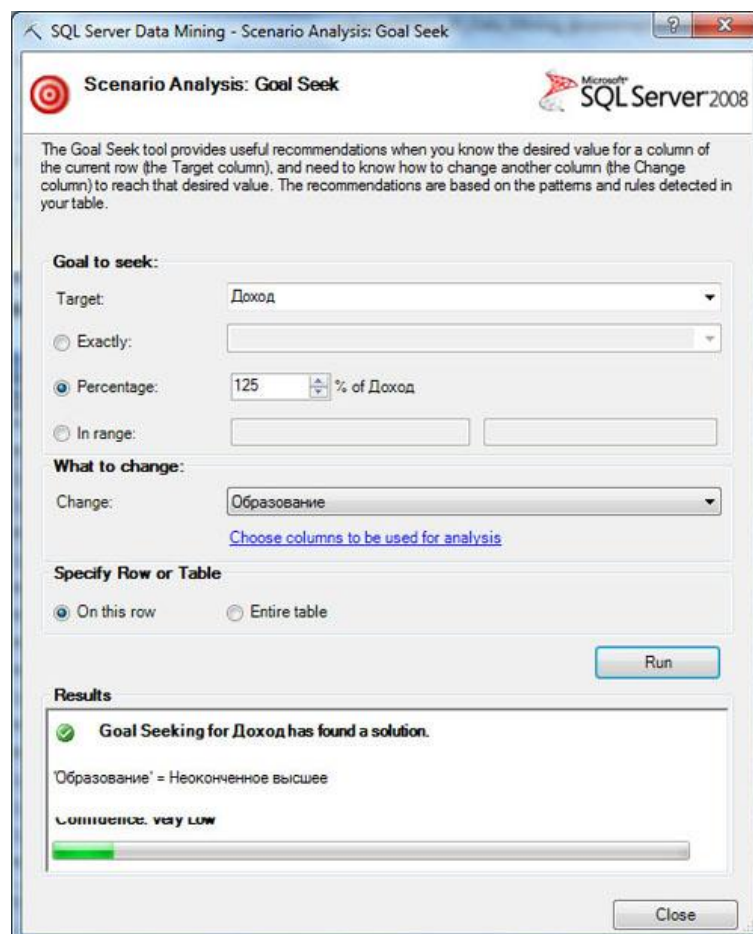 SQL Server Data Mining - Scenario Analysis: Goal Seek
Scenario Analysis: Goal Seek
Microsoft
SQL Server 2008
The Goal Seek tool provides useful recommendations when you know the desired value for a column of
the current row (the Target column), and need to know how to change another column (the Change
column) to reach that desired value. The recommendations are based on the patterns and rules detected in
your table.
Goal to seek:
Target: Доход
Exactly:
Percentage: 125 % of Доход
In range:
What to change:
Change: Образование
Choose columns to be used for analysis
Specify Row or Table
On this row Entire table
Run
Results
Goal Seeking for Доход has found a solution.
'Образование' = Неоконченное высшее
Confidence: Very Low
Close